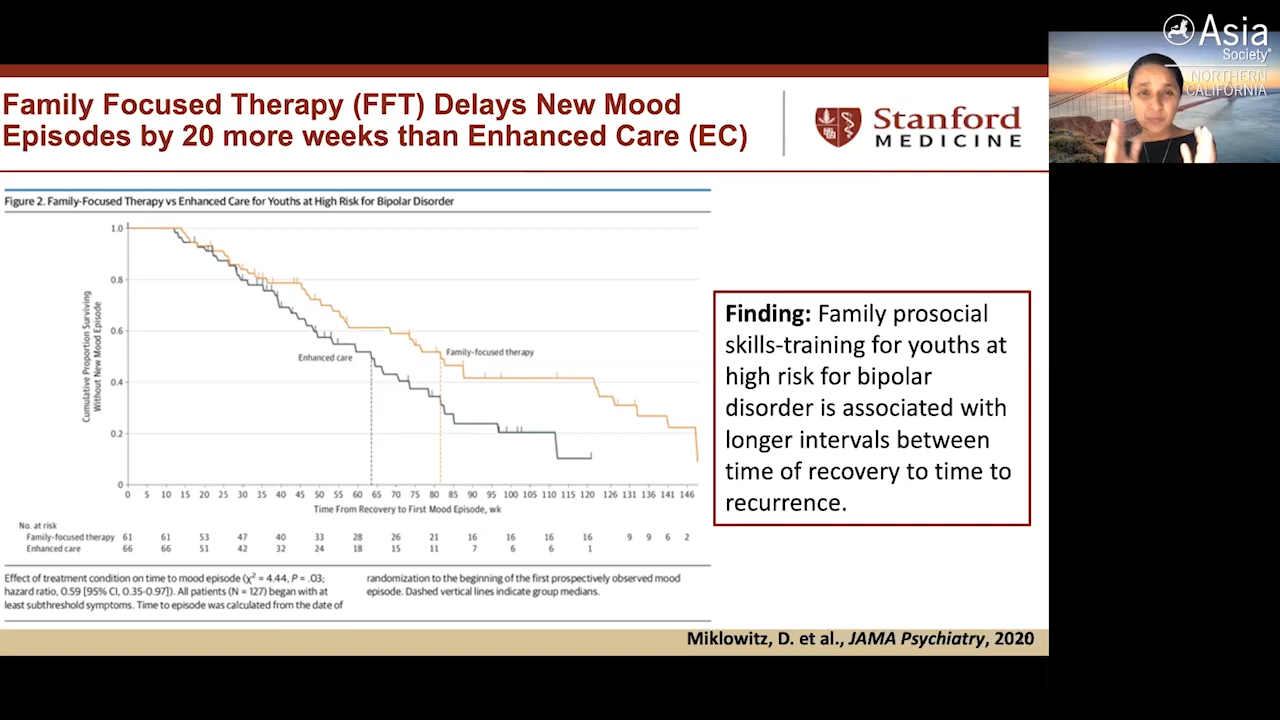 Asia
Society
NORTHERN
CALIFORNIA
Family Focused Therapy (FFT) Delays New Mood
Episodes by 20 more weeks than Enhanced Care (EC)
Stanford
MEDICINE
Figure 2. Family-Focused Therapy vs Enhanced Care for Youths at High Risk for Bipolar Disorder
Cumulative Proportion Surviving
Without New Mood Episode
1.0
0.8
0.6
0.4
0.2
0
Enhanced care
Family-focused therapy
0 5 10 15 20 25 30 35 40 45 50 55 60 65 70 75 80 85 90 95 100 105 110 115 120 126 131 136 141 146
Time From Recovery to First Mood Episode, wk
No. at risk
Family-focused therapy 61 61 53 47 40 33 28 26 21 16 16 16 16 9 9 6 2
Enhanced care 66 66 51 42 32 24 18 15 11 7 6 6 1
Effect of treatment condition on time to mood episode (χ² = 4.44, P = .03;
hazard ratio, 0.59 [95% CI, 0.35-0.97]). All patients (N = 127) began with at
least subthreshold symptoms. Time to episode was calculated from the date of
randomization to the beginning of the first prospectively observed mood
episode. Dashed vertical lines indicate group medians.
Finding: Family prosocial
skills-training for youths at
high risk for bipolar
disorder is associated with
longer intervals between
time of recovery to time to
recurrence.
Miklowitz, D. et al., JAMA Psychiatry, 2020